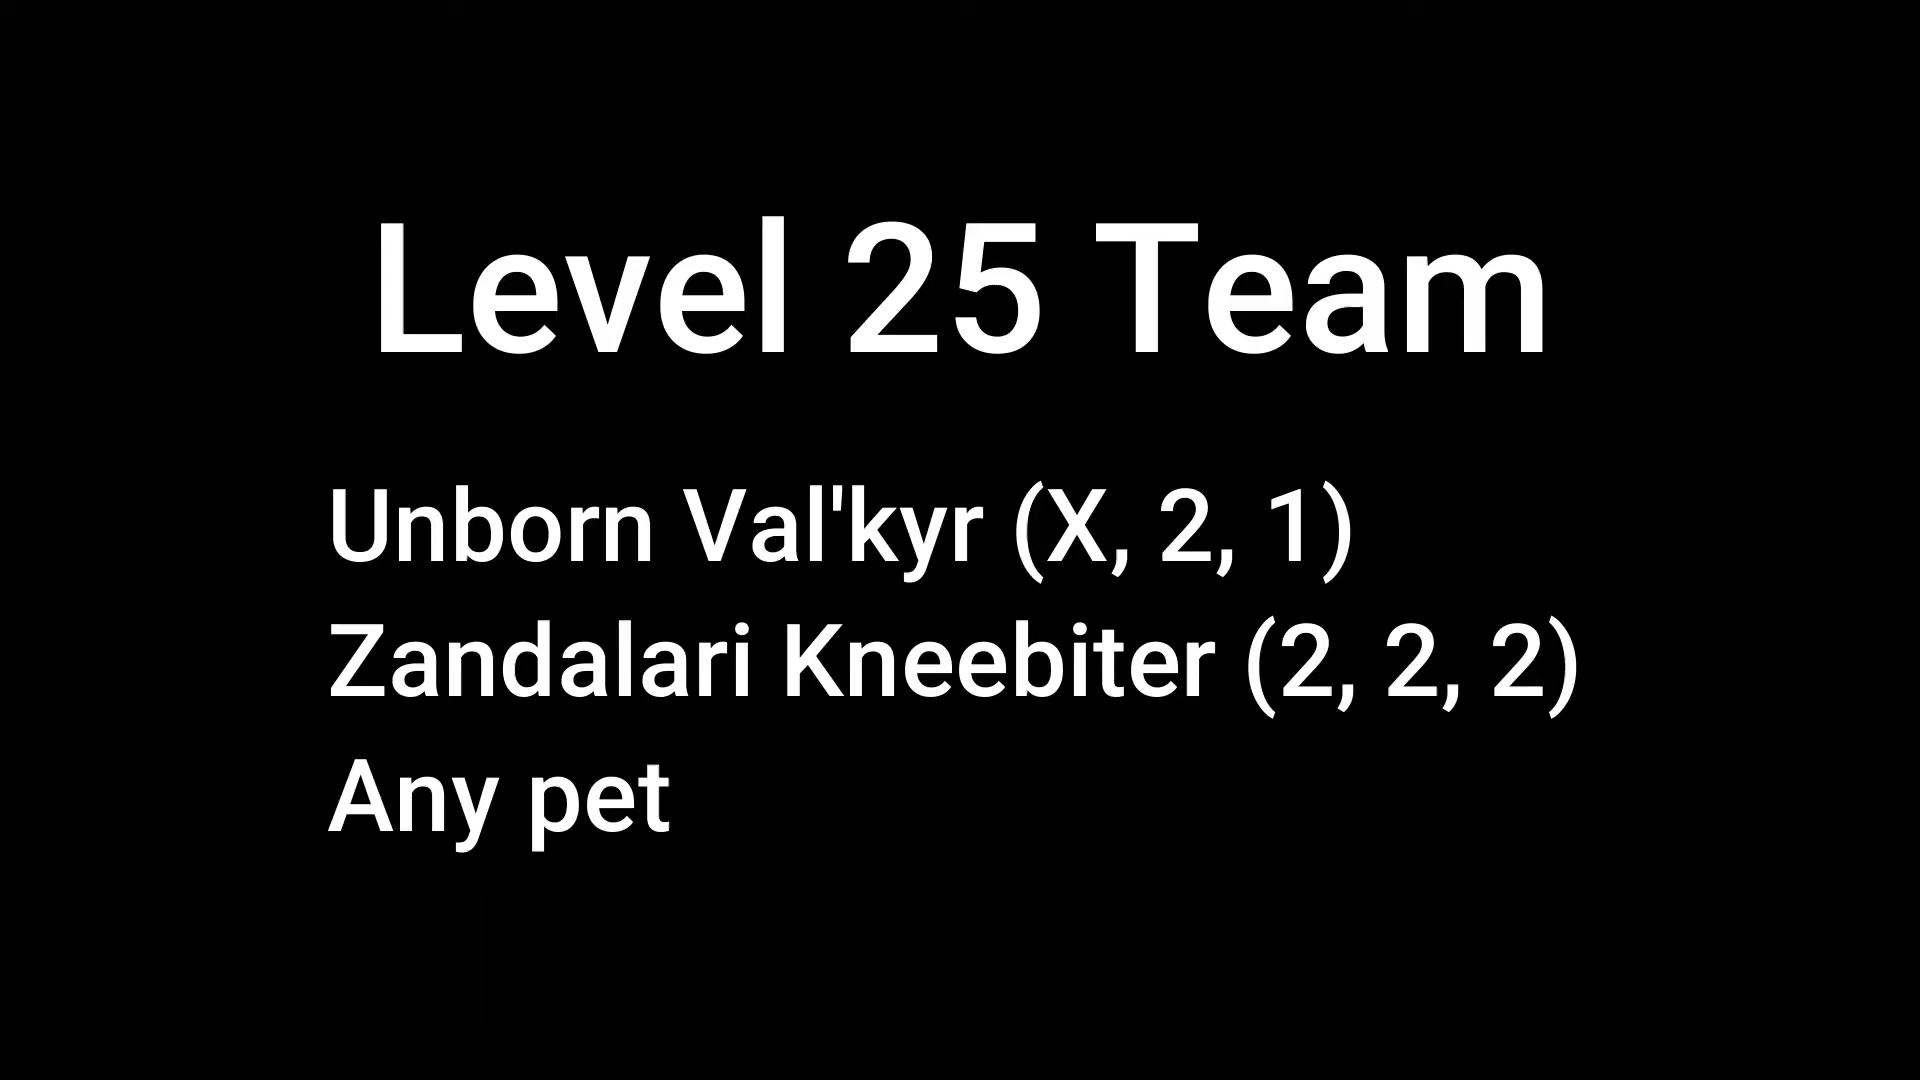 Level 25 Team
Unborn Val'kyr (X, 2, 1)
Zandalari Kneebiter (2, 2, 2)
Any pet